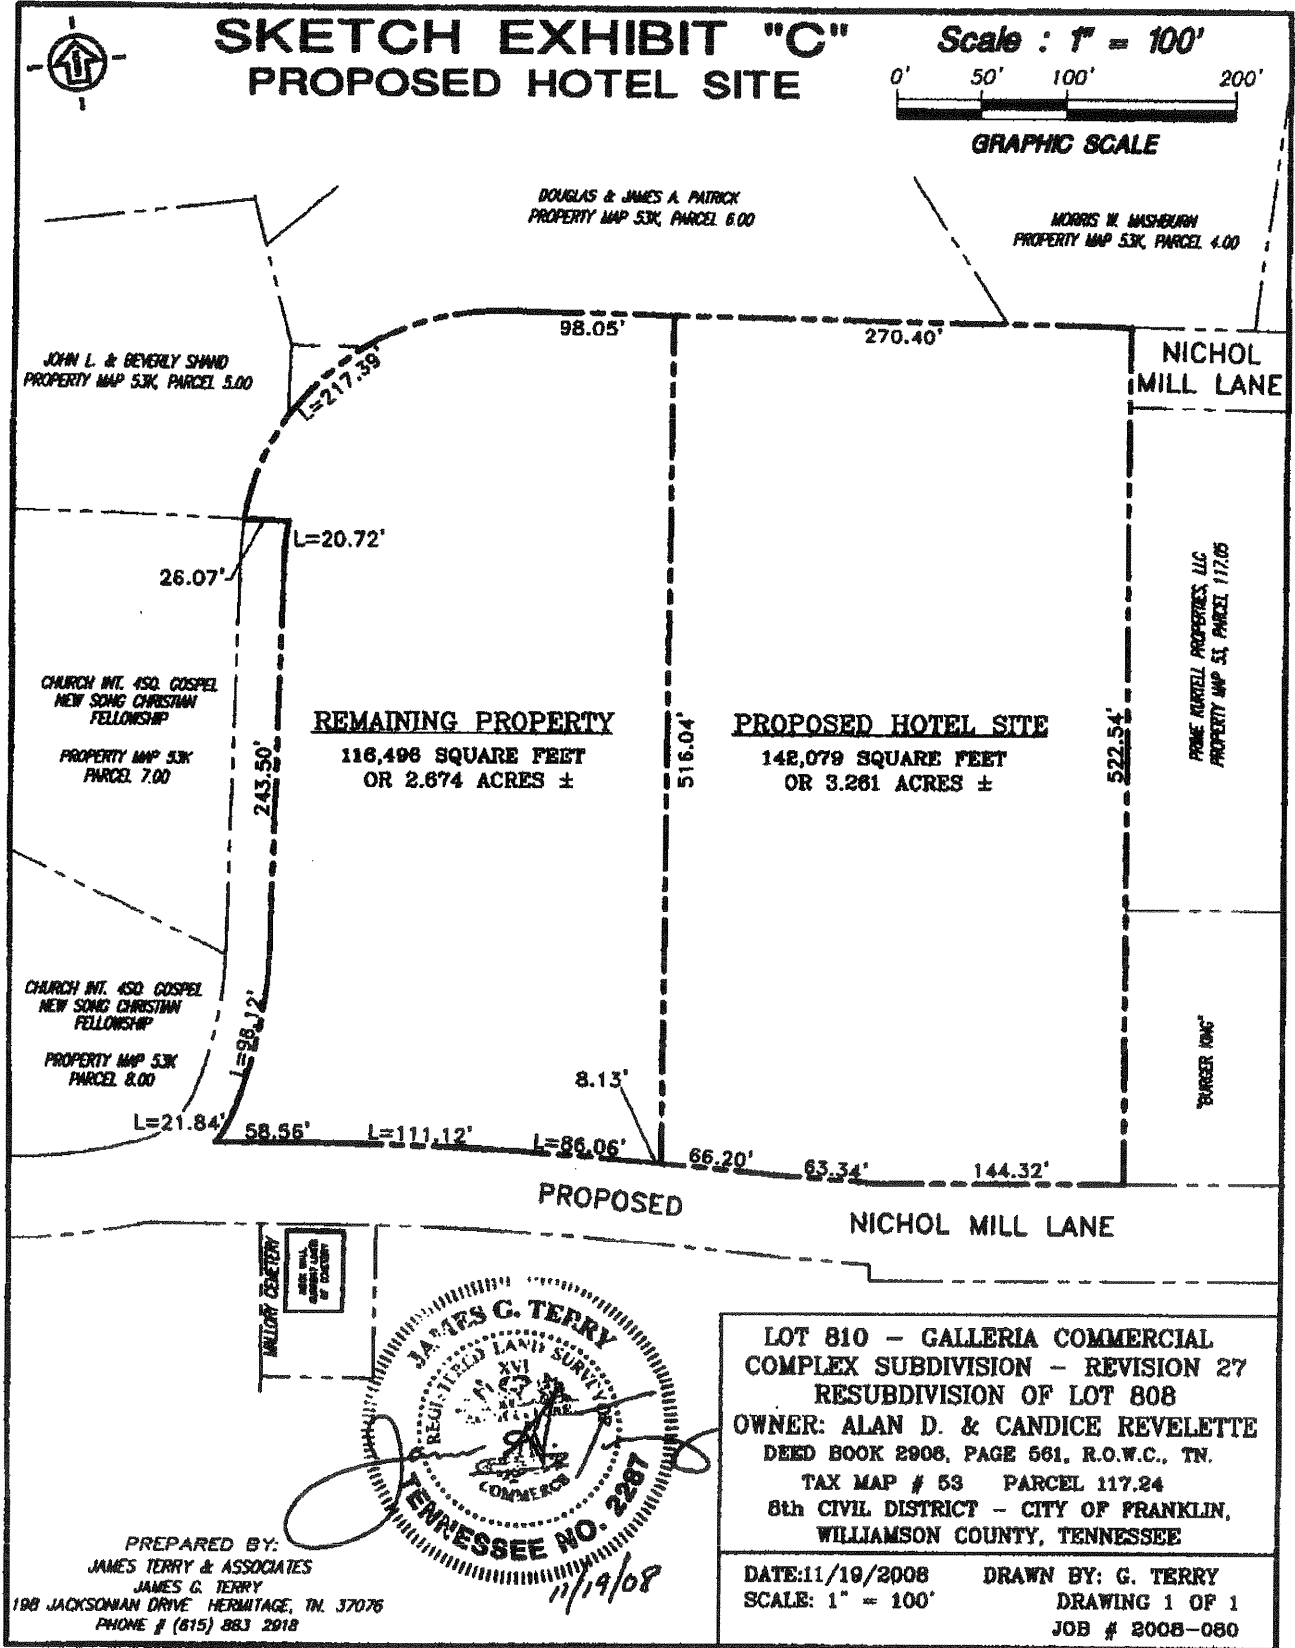 SKETCH EXHIBIT "C"
PROPOSED HOTEL SITE
Scale : 1" = 100'
0' 50' 100' 200'
GRAPHIC SCALE
DOUGLAS & JAMES A. PATRICK
PROPERTY MAP 53K, PARCEL 6.00
MORRIS W. MASHBURN
PROPERTY MAP 53K, PARCEL 4.00
98.05'
270.40'
JOHN L. & BEVERLY SHAND
PROPERTY MAP 53K, PARCEL 5.00
L=217.39'
NICHOL
MILL LANE
L=20.72'
26.07'
PRIME KURTELL PROPERTIES, LLC
PROPERTY MAP 53, PARCEL 117.05
CHURCH INT. 4SQ. GOSPEL
NEW SONG CHRISTIAN
FELLOWSHIP
PROPERTY MAP 53K
PARCEL 7.00
243.50'
REMAINING PROPERTY
116,496 SQUARE FEET
OR 2.674 ACRES ±
516.04'
PROPOSED HOTEL SITE
142,079 SQUARE FEET
OR 3.261 ACRES ±
522.54'
CHURCH INT. 4SQ. GOSPEL
NEW SONG CHRISTIAN
FELLOWSHIP
PROPERTY MAP 53K
PARCEL 8.00
L=98.12'
"BURGER KING"
8.13'
L=21.84'
58.56'
L=111.12'
L=86.06'
66.20'
63.34'
144.32'
PROPOSED
NICHOL MILL LANE
MALLORY CEMETERY
OF CEMETERY
JAMES G. TERRY
REGISTERED LAND SURVEYOR
XVI
COMMERCE
TENNESSEE NO. 2287
11/19/08
LOT 810 - GALLERIA COMMERCIAL
COMPLEX SUBDIVISION - REVISION 27
RESUBDIVISION OF LOT 808
OWNER: ALAN D. & CANDICE REVELETTE
DEED BOOK 2906, PAGE 561, R.O.W.C., TN.
TAX MAP # 53 PARCEL 117.24
8th CIVIL DISTRICT - CITY OF FRANKLIN,
WILLIAMSON COUNTY, TENNESSEE
PREPARED BY:
JAMES TERRY & ASSOCIATES
JAMES G. TERRY
198 JACKSONIAN DRIVE HERMITAGE, TN. 37076
PHONE # (615) 883 2918
DATE:11/19/2008 DRAWN BY: G. TERRY
SCALE: 1" = 100' DRAWING 1 OF 1
JOB # 2008-080